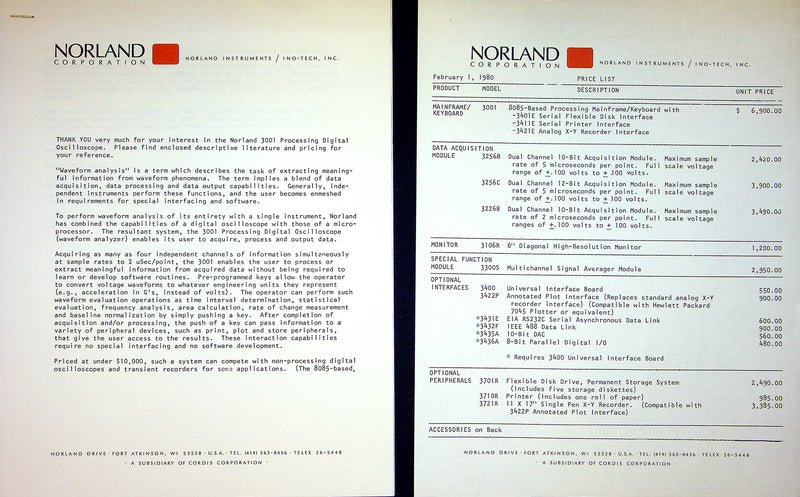 NORLAND
CORPORATION
NORLAND INSTRUMENTS / INO-TECH, INC.
THANK YOU very much for your interest in the Norland 3001 Processing Digital
Oscilloscope. Please find enclosed descriptive literature and pricing for
your reference.
"Waveform analysis" is a term which describes the task of extracting meaning-
ful information from waveform phenomena. The term implies a blend of data
acquisition, data processing and data output capabilities. Generally, inde-
pendent instruments perform these functions, and the user becomes enmeshed
in requirements for special interfacing and software.
To perform waveform analysis of its entirety with a single instrument, Norland
has combined the capabilities of a digital oscilloscope with those of a micro-
processor. The resultant system, the 3001 Processing Digital Oscilloscope
(waveform analyzer) enables its user to acquire, process and output data.
Acquiring as many as four independent channels of information simultaneously
at sample rates to 2 uSec/point, the 3001 enables the user to process or
extract meaningful information from acquired data without being required to
learn or develop software routines. Pre-programmed keys allow the operator
to convert voltage waveforms to whatever engineering units they represent
(e.g., acceleration in G's, instead of volts). The operator can perform such
waveform evaluation operations as time interval determination, statistical
evaluation, frequency analysis, area calculation, rate of change measurement
and baseline normalization by simply pushing a key. After completion of
acquisition and/or processing, the push of a key can pass information to a
variety of peripheral devices, such as print, plot and store peripherals,
that give the user access to the results. These interaction capabilities
require no special interfacing and no software development.
Priced at under $10,000, such a system can compete with non-processing digital
oscilloscopes and transient recorders for some applications. (The 8085-based,
NORLAND DRIVE · FORT ATKINSON, WI 53538 · U.S.A. · TEL. (414) 563-8456 · TELEX 26-5448
· A SUBSIDIARY OF CORDIS CORPORATION ·
NORLAND
CORPORATION
NORLAND INSTRUMENTS / INO-TECH, INC.
February 1, 1980 PRICE LIST
PRODUCT MODEL DESCRIPTION UNIT PRICE
MAINFRAME/ 3001 8085-Based Processing Mainframe/Keyboard with $ 6,900.00
KEYBOARD -3401E Serial Flexible Disk Interface
-3411E Serial Printer Interface
-3421E Analog X-Y Recorder Interface
DATA ACQUISITION
MODULE 3256B Dual Channel 10-Bit Acquisition Module. Maximum sample 2,420.00
rate of 5 microseconds per point. Full scale voltage
range of ±.100 volts to ± 100 volts.
3256C Dual Channel 12-Bit Acquisition Module. Maximum sample 3,900.00
rate of 5 microseconds per point. Full scale voltage
range of ±.100 volts to ± 100 volts.
3226B Dual Channel 10-Bit Acquisition Module. Maximum sample 3,490.00
rate of 2 microseconds per point. Full scale voltage
range of ±.100 volts to ± 100 volts.
MONITOR 3106R 6" Diagonal High-Resolution Monitor 1,200.00
SPECIAL FUNCTION
MODULE 3300S Multichannel Signal Averager Module 2,950.00
OPTIONAL
INTERFACES 3400 Universal Interface Board 550.00
3422P Annotated Plot Interface (Replaces standard analog X-Y 900.00
recorder interface) (Compatible with Hewlett Packard
7045 Plotter or equivalent)
*3431E EIA RS232C Serial Asynchronous Data Link 600.00
*3432F IEEE 488 Data Link 900.00
*3435A 10-Bit DAC 560.00
*3436A 8-Bit Parallel Digital I/O 480.00
* Requires 3400 Universal Interface Board
OPTIONAL
PERIPHERALS 3701R Flexible Disk Drive, Permanent Storage System 2,490.00
(Includes five storage diskettes)
3710R Printer (Includes one roll of paper) 985.00
3721R 11 X 17" Single Pen X-Y Recorder. (Compatible with 3,385.00
3422P Annotated Plot Interface)
ACCESSORIES on Back
NORLAND DRIVE · FORT ATKINSON, WI 53538 · U.S.A. · TEL. (414) 563-8456 · TELEX 26-5448
· A SUBSIDIARY OF CORDIS CORPORATION ·